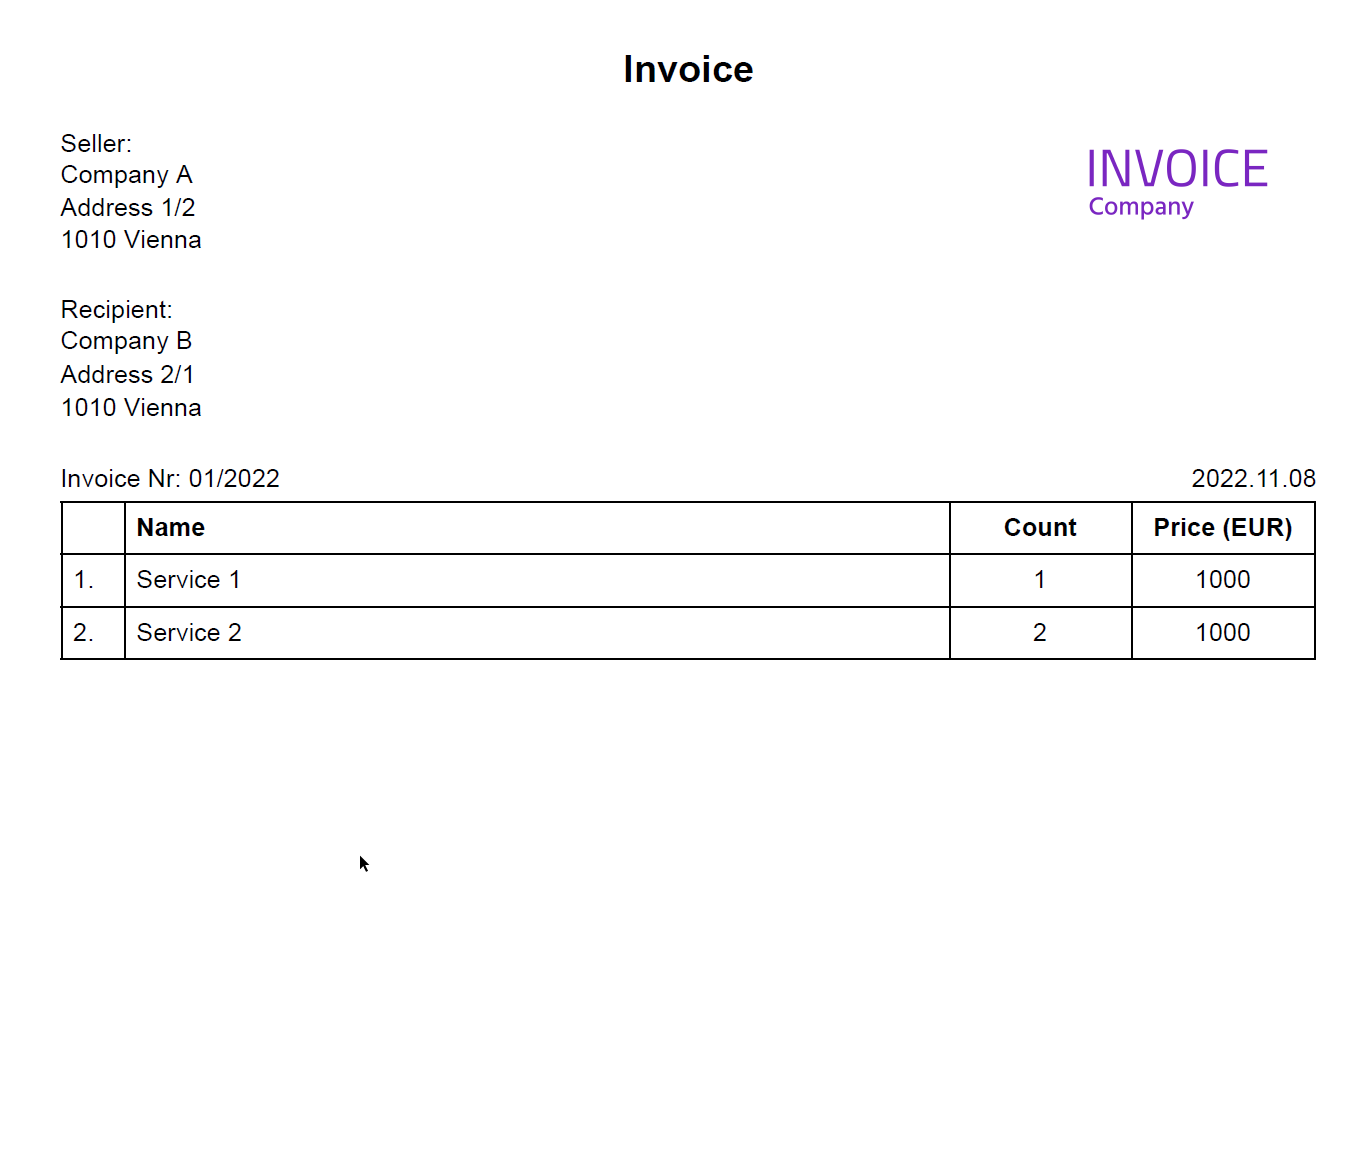 Invoice
Seller:
Company A
Address 1/2
1010 Vienna
INVOICE
Company
Recipient:
Company B
Address 2/1
1010 Vienna
Invoice Nr: 01/2022 2022.11.08
Name Count Price (EUR)
1. Service 1 1 1000
2. Service 2 2 1000